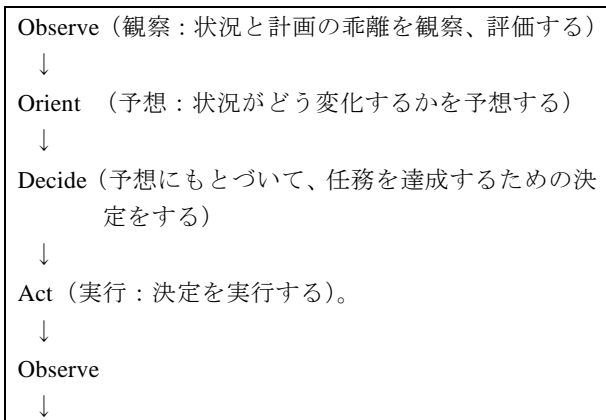 Observe（観察：状況と計画の乖離を観察、評価する）
↓
Orient （予想：状況がどう変化するかを予想する）
↓
Decide（予想にもとづいて、任務を達成するための決
定をする）
↓
Act（実行：決定を実行する）。
↓
Observe
↓